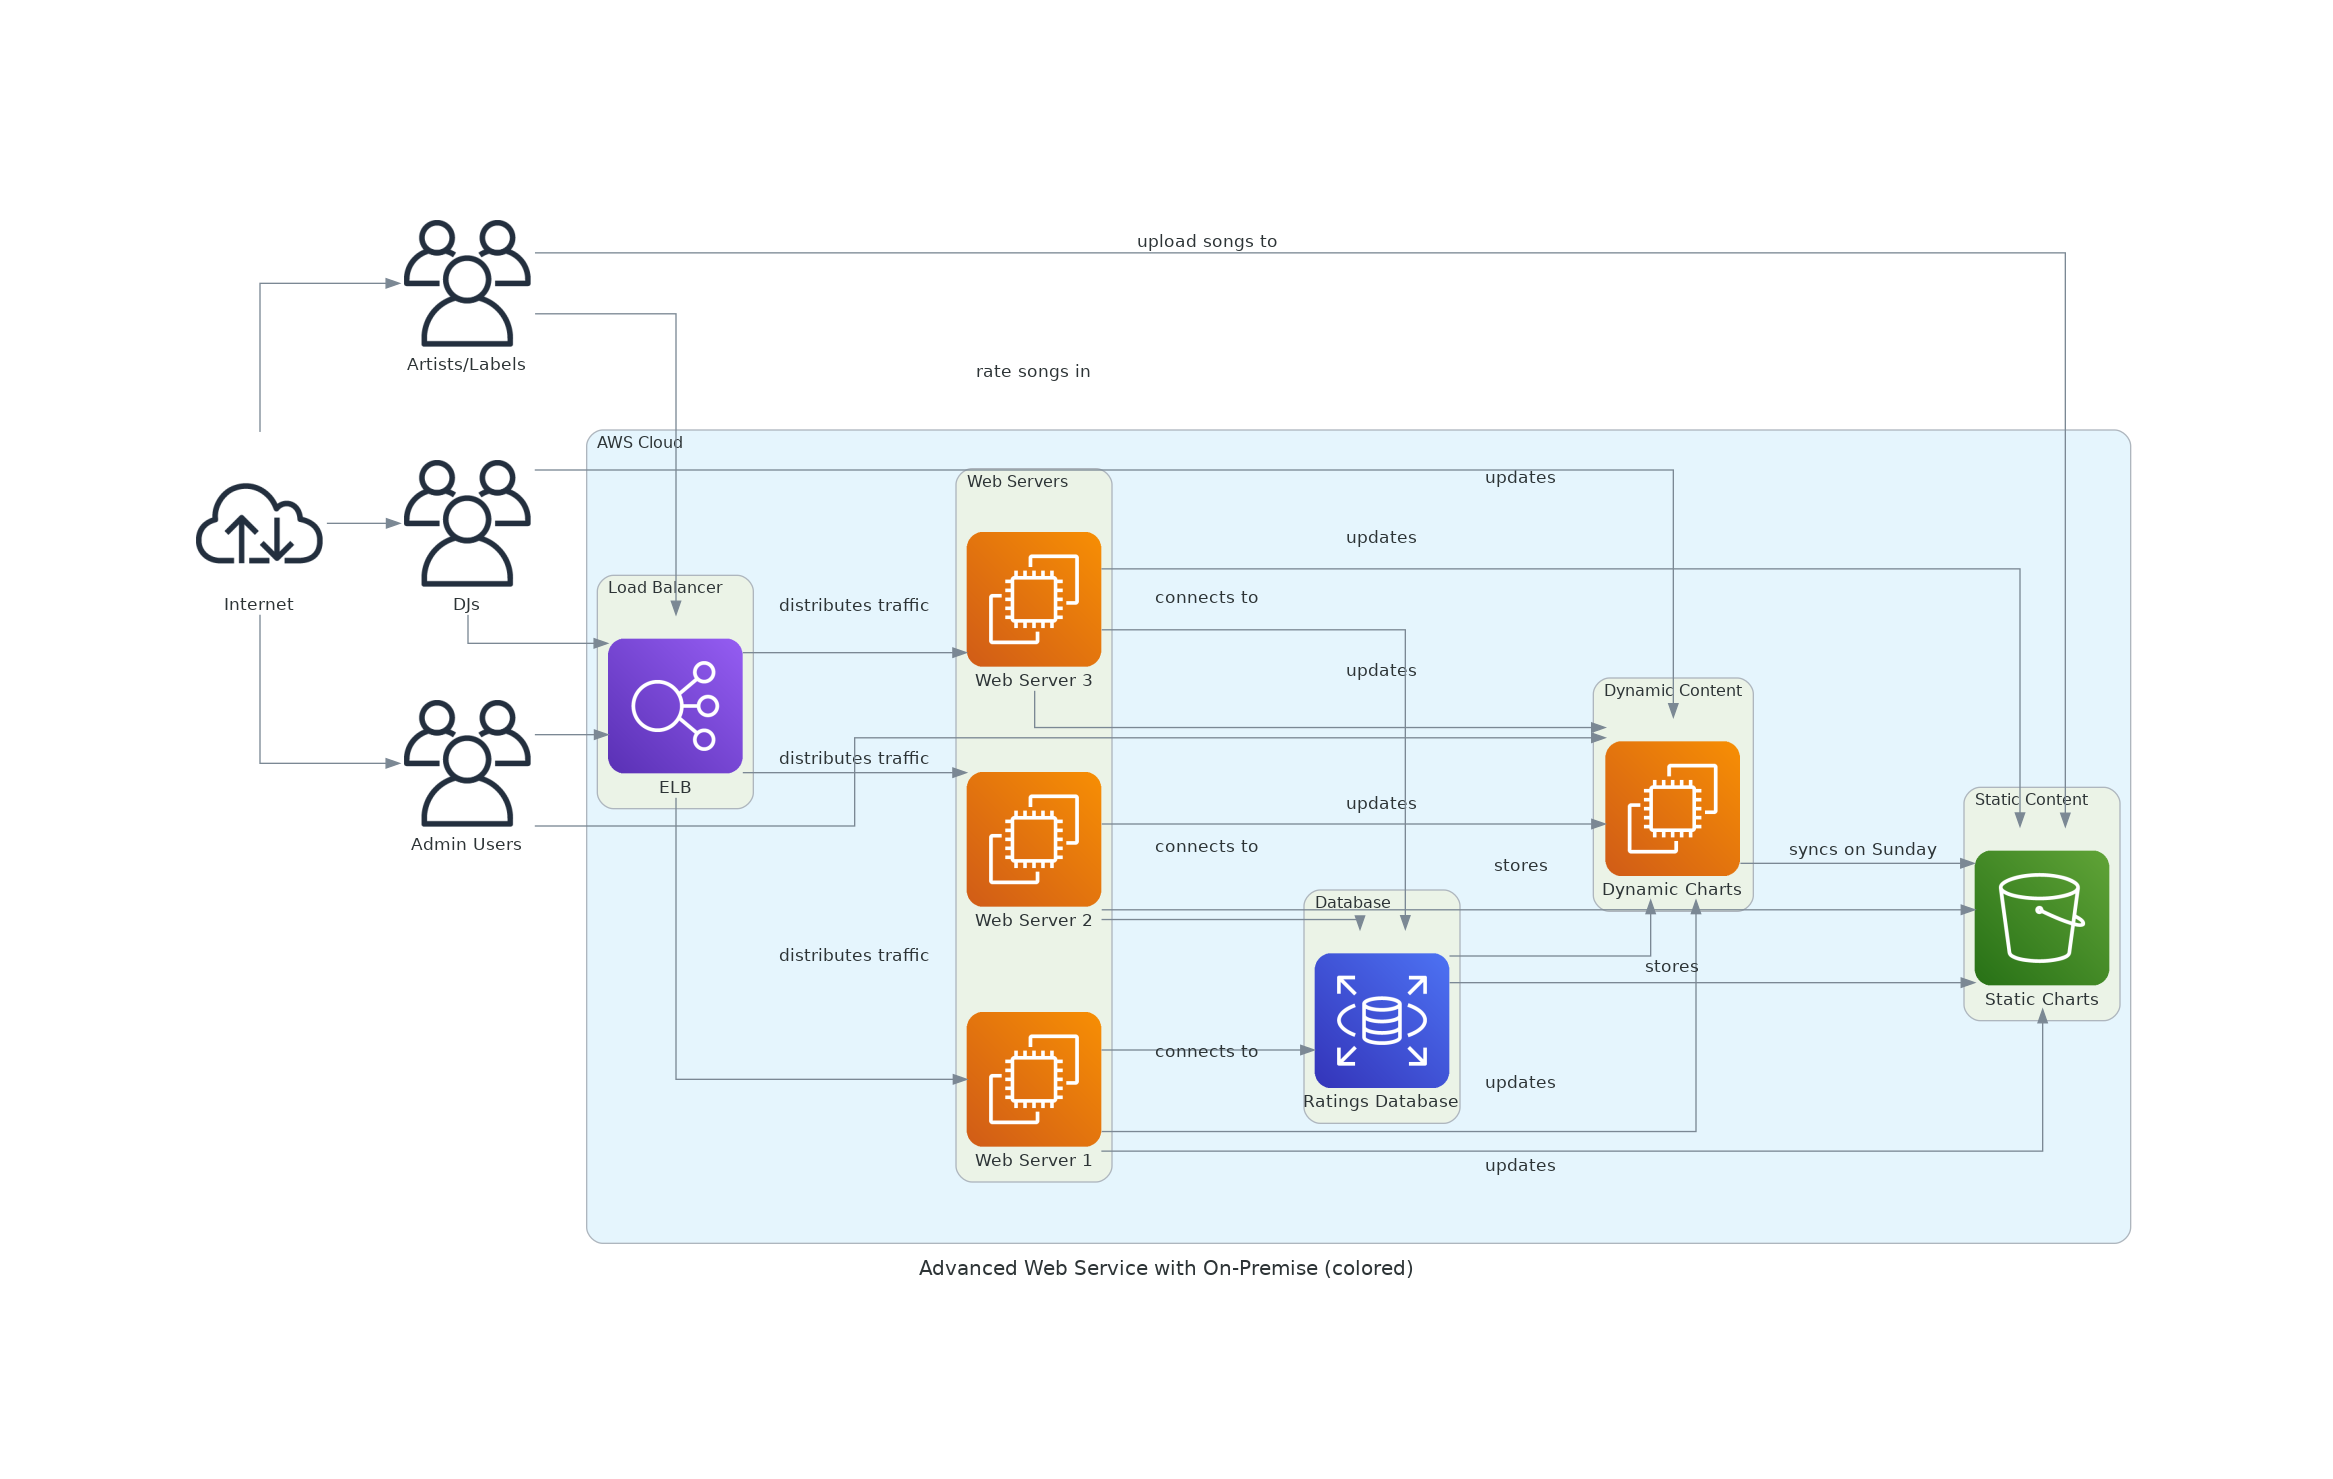 upload songs to
Artists/Labels
rate songs in
AWS Cloud
updates
Web Servers
updates
Internet
DJs
Load Balancer
distributes traffic
connects to
Web Server 3
updates
Dynamic Content
distributes traffic
ELB
updates
Static Content
Admin Users
connects to
stores
syncs on Sunday
Dynamic Charts
Database
Web Server 2
distributes traffic
stores
Static Charts
connects to
updates
Ratings Database
Web Server 1
updates
Advanced Web Service with On-Premise (colored)